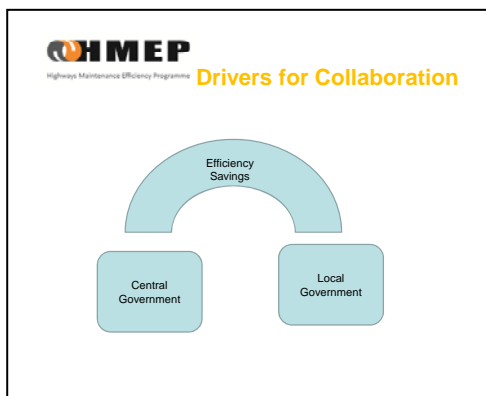 HMEP
Highways Maintenance Efficiency Programme
Drivers for Collaboration
Efficiency
Savings
Central
Government
Local
Government